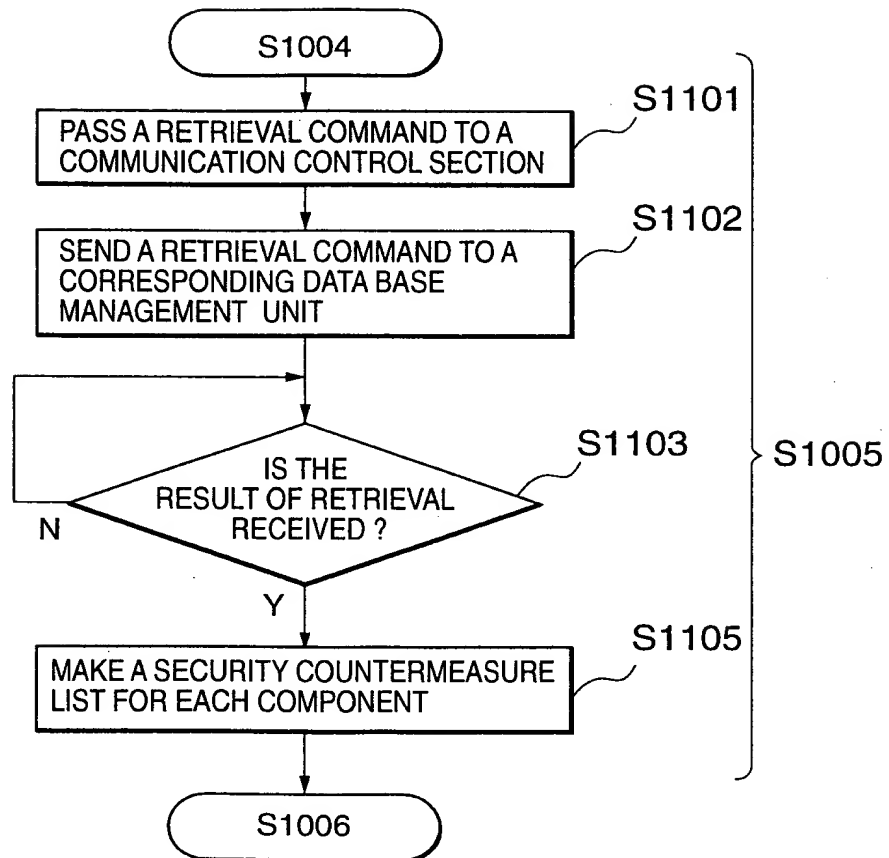 S1004
S1101
PASS A RETRIEVAL COMMAND TO A
COMMUNICATION CONTROL SECTION
S1102
SEND A RETRIEVAL COMMAND TO A
CORRESPONDING DATA BASE
MANAGEMENT UNIT
S1103
IS THE
RESULT OF RETRIEVAL
RECEIVED ?
S1005
N
Y
S1105
MAKE A SECURITY COUNTERMEASURE
LIST FOR EACH COMPONENT
S1006